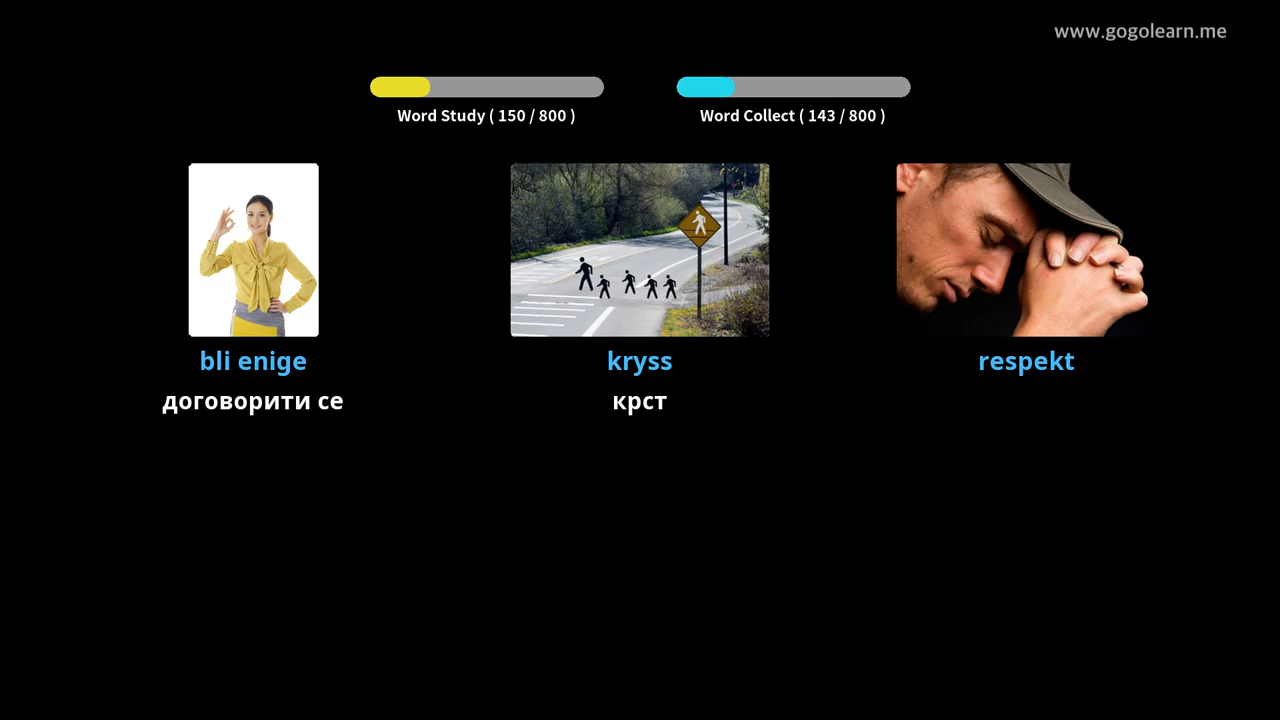 www.gogolearn.me
Word Study ( 150 / 800 )
Word Collect ( 143 / 800 )
bli enige
kryss
respekt
договорити се
крст